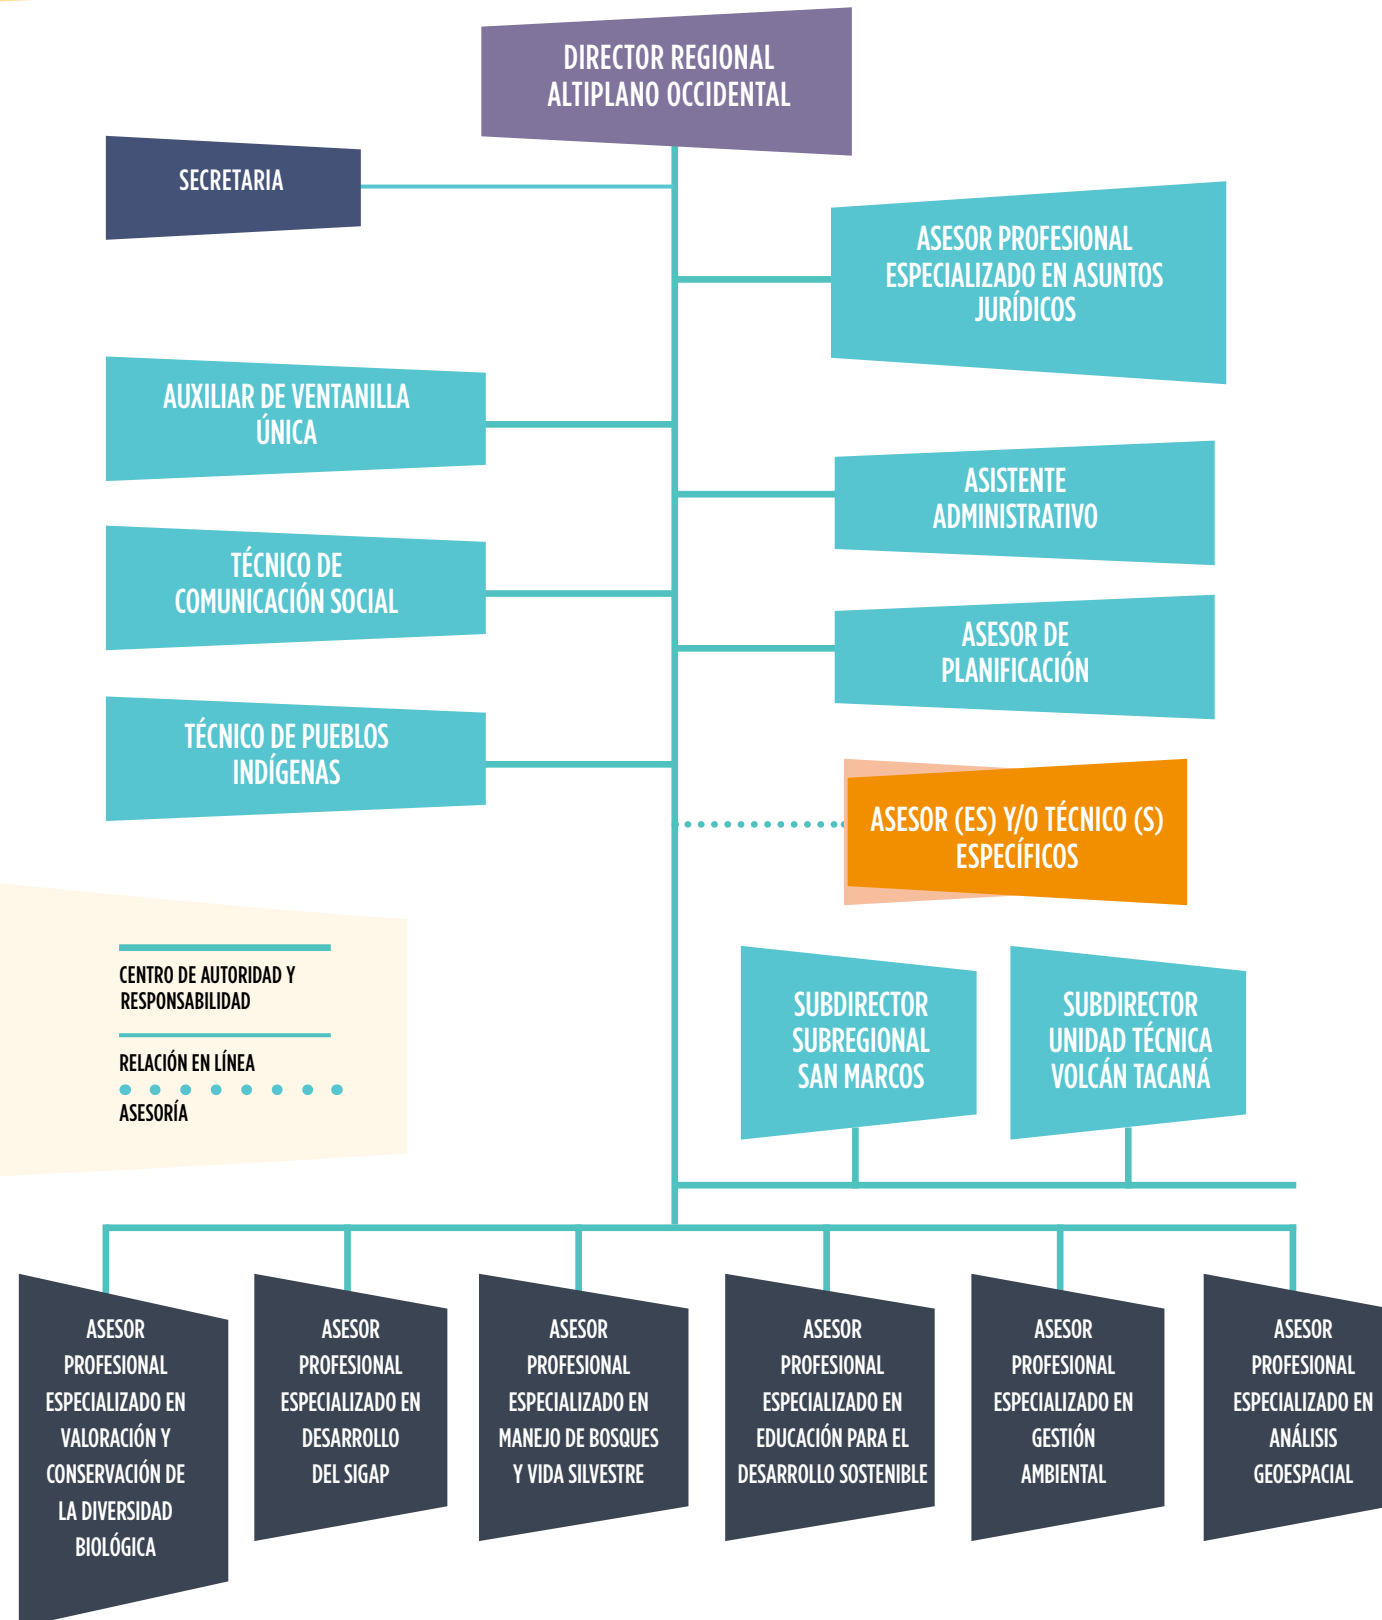 DIRECTOR REGIONAL
ALTIPLANO OCCIDENTAL
SECRETARIA
ASESOR PROFESIONAL
ESPECIALIZADO EN ASUNTOS
JURÍDICOS
AUXILIAR DE VENTANILLA
ÚNICA
ASISTENTE
ADMINISTRATIVO
TÉCNICO DE
COMUNICACIÓN SOCIAL
ASESOR DE
PLANIFICACIÓN
TÉCNICO DE PUEBLOS
INDÍGENAS
ASESOR (ES) Y/O TÉCNICO (S)
ESPECÍFICOS
CENTRO DE AUTORIDAD Y
RESPONSABILIDAD
RELACIÓN EN LÍNEA
ASESORÍA
SUBDIRECTOR
SUBREGIONAL
SAN MARCOS
SUBDIRECTOR
UNIDAD TÉCNICA
VOLCÁN TACANÁ
ASESOR
PROFESIONAL
ESPECIALIZADO EN
VALORACIÓN Y
CONSERVACIÓN DE
LA DIVERSIDAD
BIOLÓGICA
ASESOR
PROFESIONAL
ESPECIALIZADO EN
DESARROLLO
DEL SIGAP
ASESOR
PROFESIONAL
ESPECIALIZADO EN
MANEJO DE BOSQUES
Y VIDA SILVESTRE
ASESOR
PROFESIONAL
ESPECIALIZADO EN
EDUCACIÓN PARA EL
DESARROLLO SOSTENIBLE
ASESOR
PROFESIONAL
ESPECIALIZADO EN
GESTIÓN
AMBIENTAL
ASESOR
PROFESIONAL
ESPECIALIZADO EN
ANÁLISIS
GEOESPACIAL